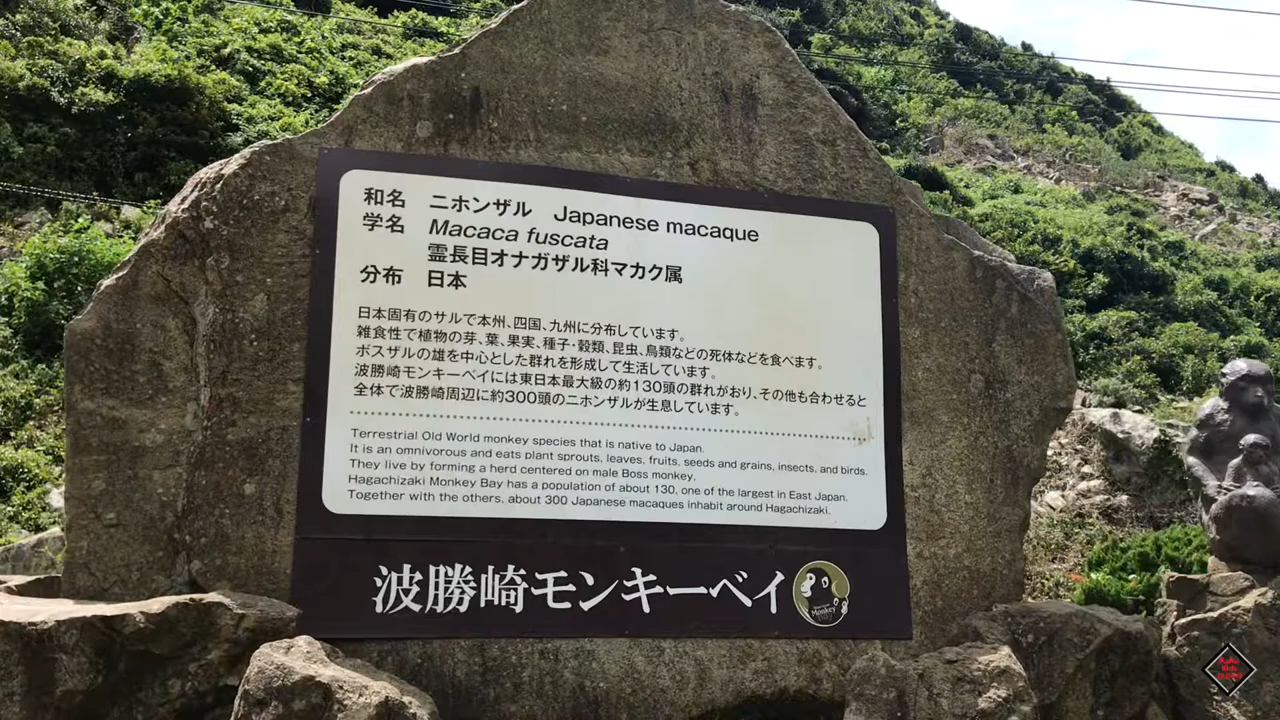 和名 ニホンザル Japanese macaque
学名 Macaca fuscata
霊長目オナガザル科マカク属
分布 日本
日本固有のサルで本州、四国、九州に分布しています。
雑食性で植物の芽、葉、果実、種子・穀類、昆虫、鳥類などの死体などを食べます。
ボスザルの雄を中心とした群れを形成して生活しています。
波勝崎モンキーベイには東日本最大級の約130頭の群れがおり、その他も合わせると
全体で波勝崎周辺に約300頭のニホンザルが生息しています。
Terrestrial Old World monkey species that is native to Japan.
It is an omnivorous and eats plant sprouts, leaves, fruits, seeds and grains, insects, and birds.
They live by forming a herd centered on male Boss monkey.
Hagachizaki Monkey Bay has a population of about 130, one of the largest in East Japan.
Together with the others, about 300 Japanese macaques inhabit around Hagachizaki.
波勝崎モンキーベイ
Monkey